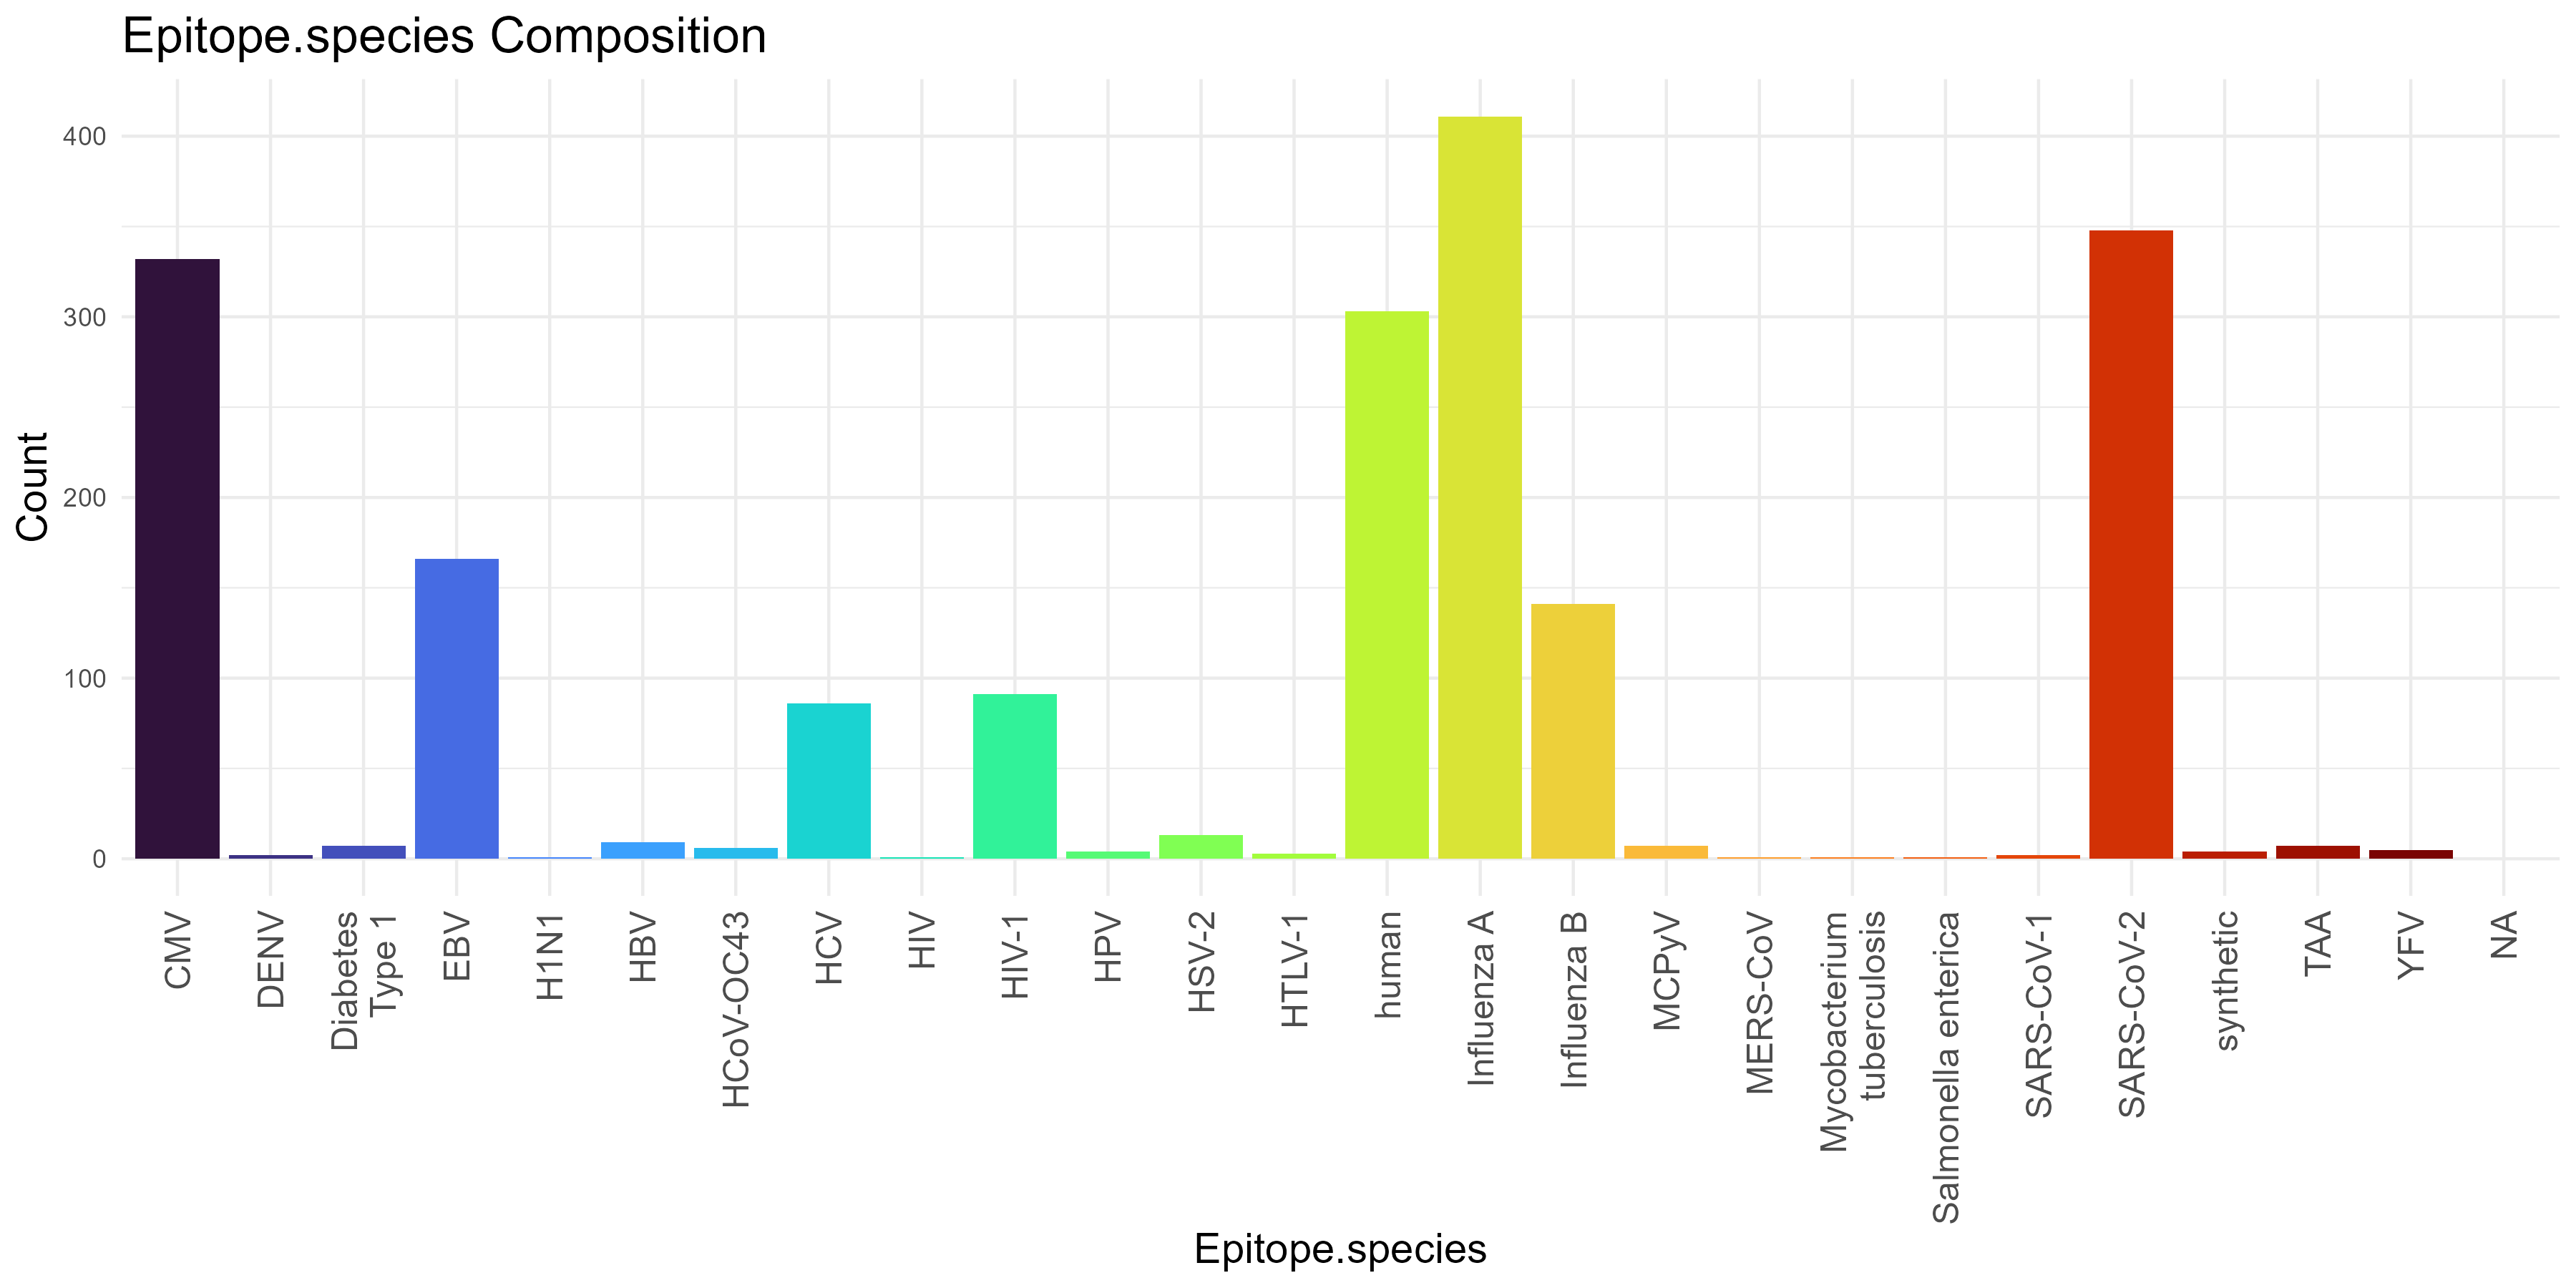 Epitope.species Composition
Count
400
300
200
100
0
CMV
DENV
Diabetes
Type 1
EBV
H1N1
HBV
HCoV-OC43
HCV
HIV
HIV-1
HPV
HSV-2
HTLV-1
human
Influenza A
Influenza B
MCPyV
MERS-CoV
Mycobacterium
tuberculosis
Salmonella enterica
SARS-CoV-1
SARS-CoV-2
synthetic
TAA
YFV
NA
Epitope.species